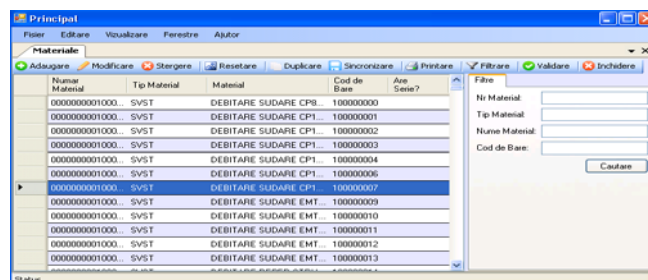 Principal
Fisier Editare Vizualizare Ferestre Ajutor
Materiale
Adaugare Modificare Stergere Resetare Duplicare Sincronizare Printare Filtrare Validare Inchidere
Numar Material Tip Material Material Cod de Bare Are Serie?
0000000001000... SVST DEBITARE SUDARE CP8... 100000000
0000000001000... SVST DEBITARE SUDARE CP1... 100000001
0000000001000... SVST DEBITARE SUDARE CP1... 100000002
0000000001000... SVST DEBITARE SUDARE CP1... 100000003
0000000001000... SVST DEBITARE SUDARE CP1... 100000004
0000000001000... SVST DEBITARE SUDARE CP1... 100000006
0000000001000... SVST DEBITARE SUDARE CP1... 100000007
0000000001000... SVST DEBITARE SUDARE EMT... 100000009
0000000001000... SVST DEBITARE SUDARE EMT... 100000010
0000000001000... SVST DEBITARE SUDARE EMT... 100000011
0000000001000... SVST DEBITARE SUDARE EMT... 100000012
0000000001000... SVST DEBITARE SUDARE EMT... 100000013
Filtre
Nr Material:
Tip Material:
Nume Material:
Cod de Bare:
Cautare
Status